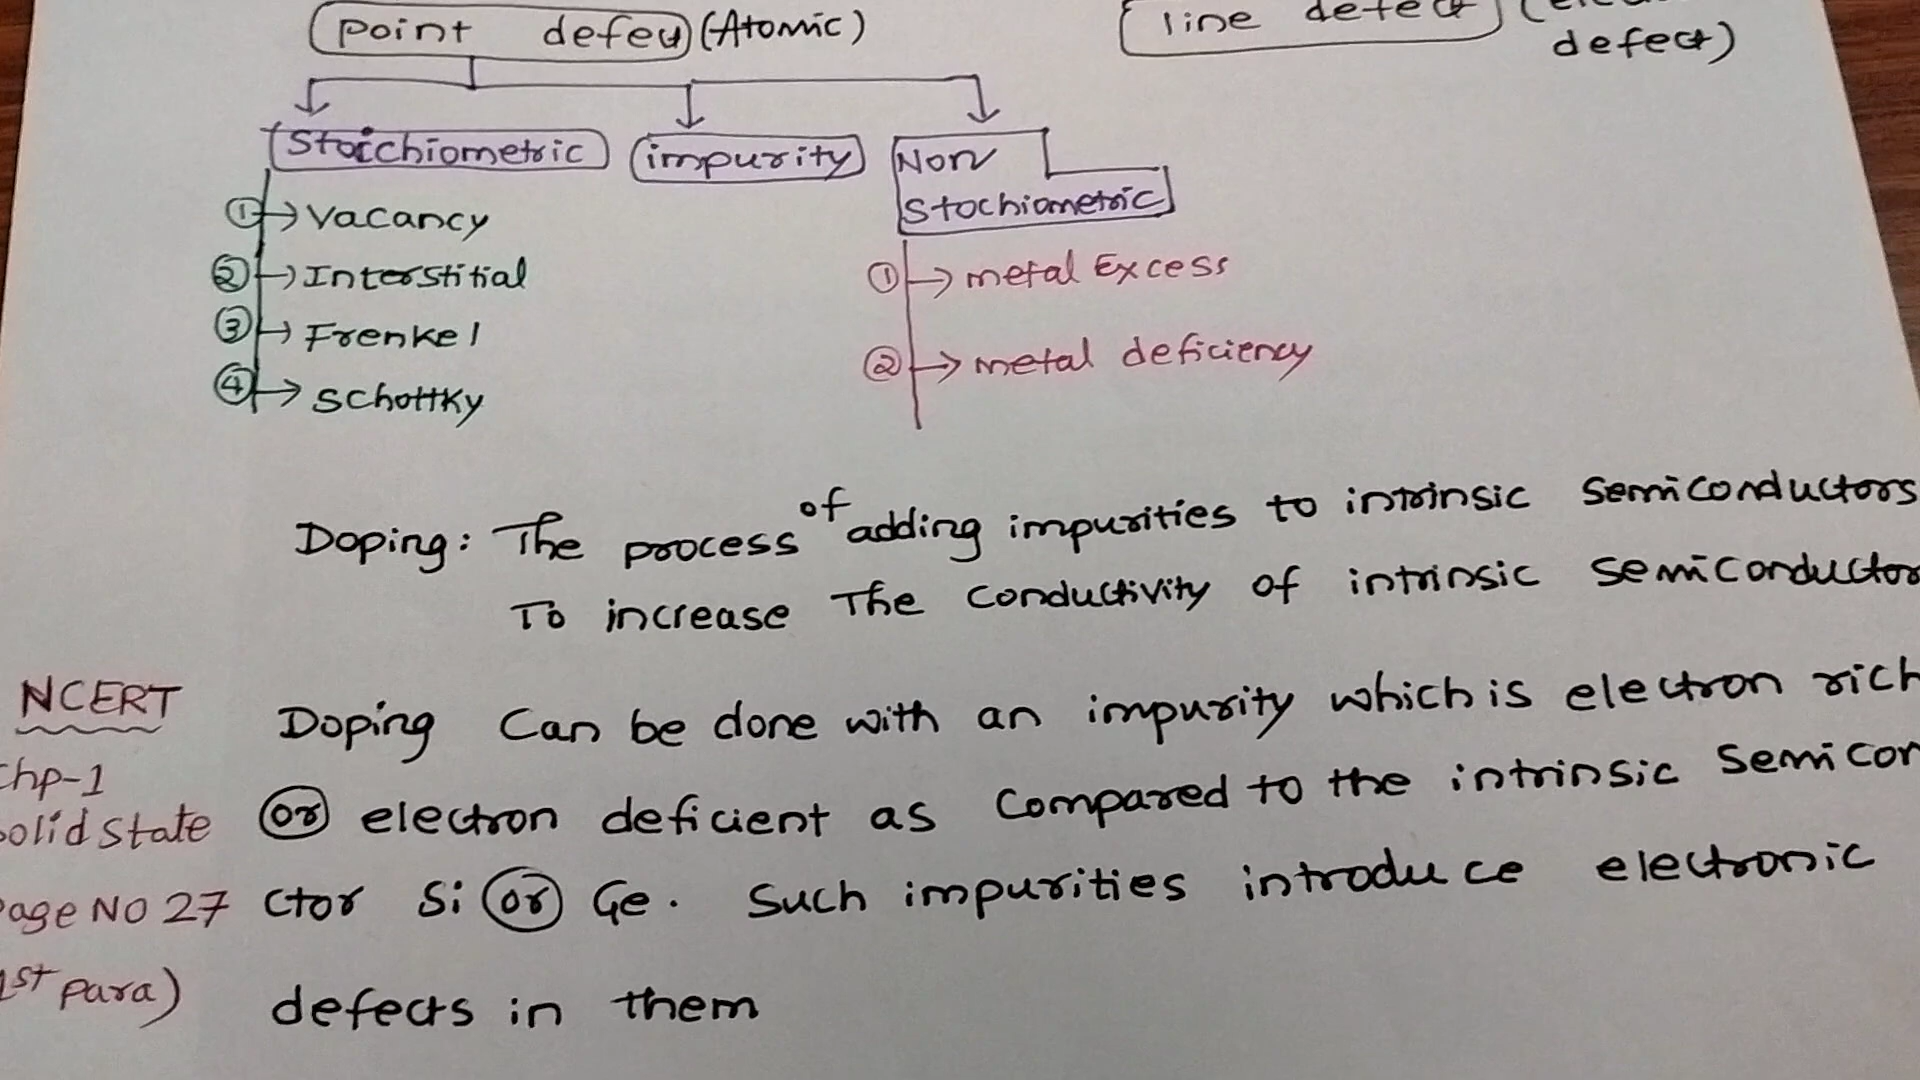 point defect (Atomic)
line defect
defect)
Stoichiometric
impurity
Non
Stochiometric
① → Vacancy
② → Interstitial
③ → Frenkel
④ → Schottky
① → metal Excess
② → metal deficiency
Doping: The process of adding impurities to intrinsic semiconductors
To increase The conductivity of intrinsic semiconductor
NCERT
Chp-1
Solid state
Page NO 27
1st para)
Doping Can be done with an impurity which is electron rich
or electron deficient as compared to the intrinsic Semicon
ctor Si or Ge. Such impurities introduce electronic
defects in them